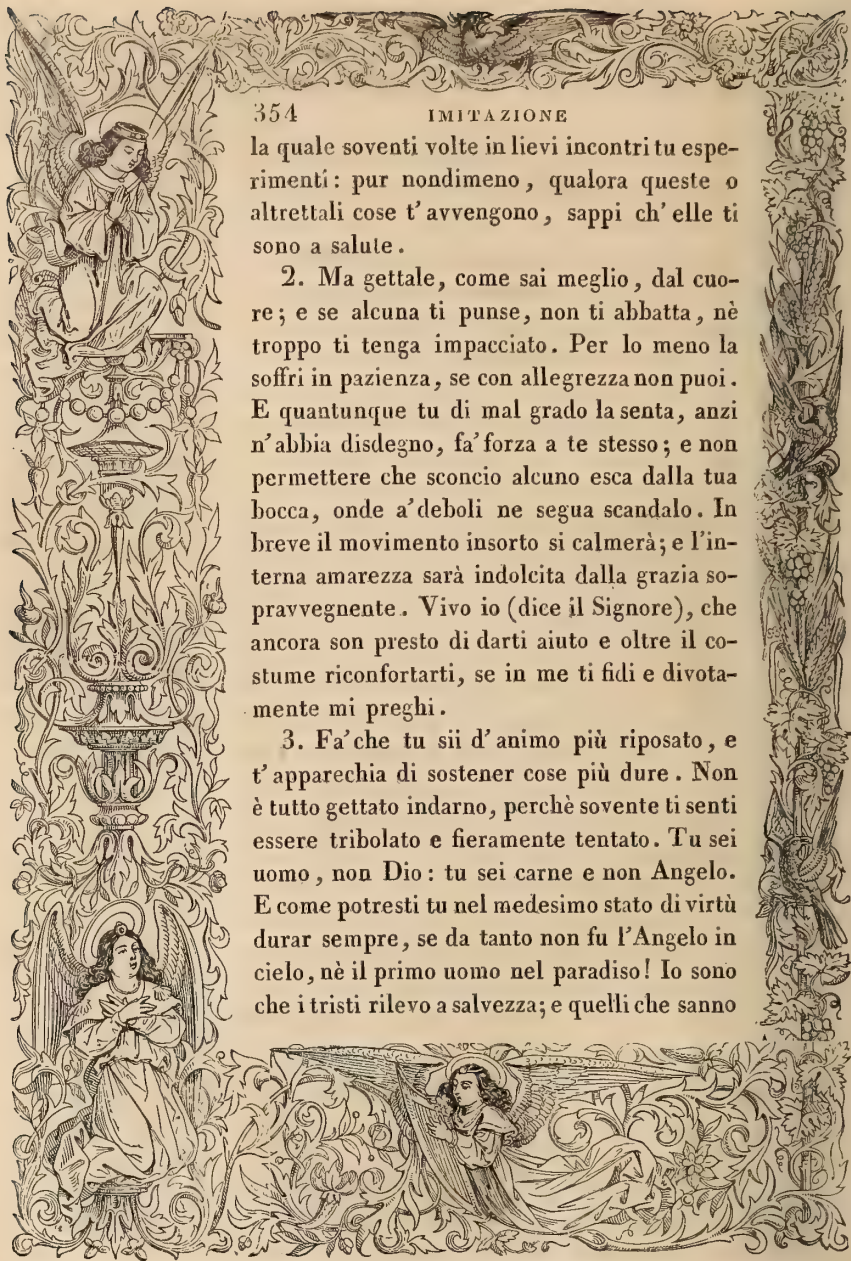 354 IMITAZIONE
la quale soventi volte in lievi incontri tu espe-
rimenti: pur nondimeno, qualora queste o
altrettali cose t'avvengono, sappi ch'elle ti
sono a salute.
2. Ma gettale, come sai meglio, dal cuo-
re; e se alcuna ti punse, non ti abbatta, nè
troppo ti tenga impacciato. Per lo meno la
soffri in pazienza, se con allegrezza non puoi.
E quantunque tu di mal grado la senta, anzi
n'abbia disdegno, fa' forza a te stesso; e non
permettere che sconcio alcuno esca dalla tua
bocca, onde a' deboli ne segua scandalo. In
breve il movimento insorto si calmerà; e l'in-
terna amarezza sarà indolcita dalla grazia so-
pravvegnente. Vivo io (dice il Signore), che
ancora son presto di darti aiuto e oltre il co-
stume riconfortarti, se in me ti fidi e divota-
mente mi preghi.
3. Fa' che tu sii d'animo più riposato, e
t'apparechia di sostener cose più dure. Non
è tutto gettato indarno, perchè sovente ti senti
essere tribolato e fieramente tentato. Tu sei
uomo, non Dio: tu sei carne e non Angelo.
E come potresti tu nel medesimo stato di virtù
durar sempre, se da tanto non fu l'Angelo in
cielo, nè il primo uomo nel paradiso! Io sono
che i tristi rilevo a salvezza; e quelli che sanno